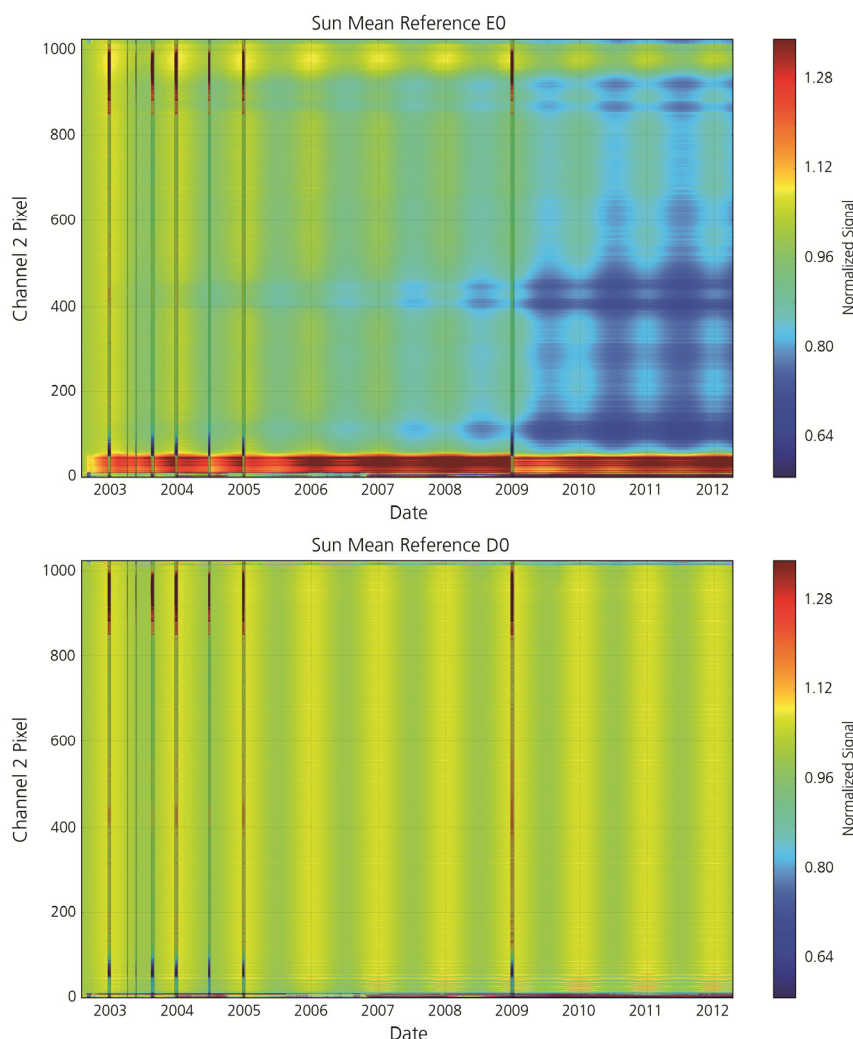 Sun Mean Reference E0
1000
800
600
400
200
0
Channel 2 Pixel
2003 2004 2005 2006 2007 2008 2009 2010 2011 2012
Date
1.28
1.12
0.96
0.80
0.64
Normalized Signal
Sun Mean Reference D0
1000
800
600
400
200
0
Channel 2 Pixel
2003 2004 2005 2006 2007 2008 2009 2010 2011 2012
Date
1.28
1.12
0.96
0.80
0.64
Normalized Signal